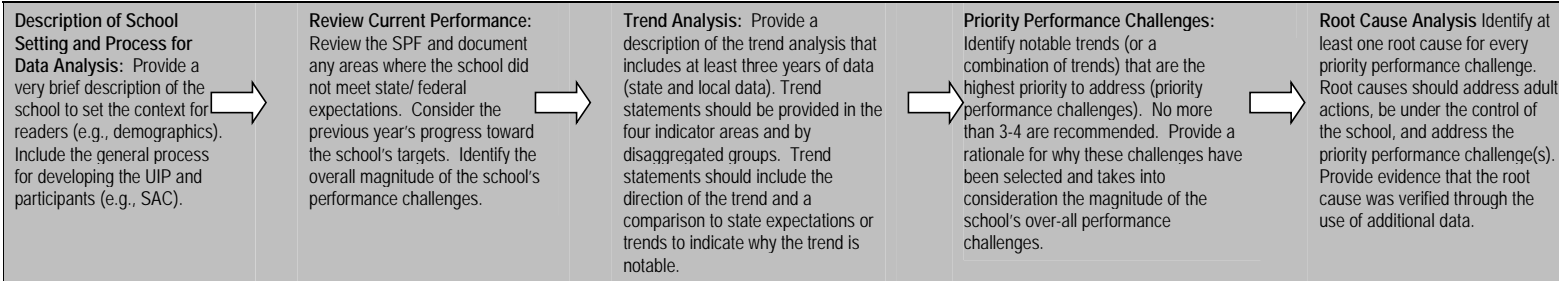 Description of School
Setting and Process for
Data Analysis: Provide a
very brief description of the
school to set the context for
readers (e.g., demographics).
Include the general process
for developing the UIP and
participants (e.g., SAC).
Review Current Performance:
Review the SPF and document
any areas where the school did
not meet state/ federal
expectations. Consider the
previous year's progress toward
the school's targets. Identify the
overall magnitude of the school's
performance challenges.
Trend Analysis: Provide a
description of the trend analysis that
includes at least three years of data
(state and local data). Trend
statements should be provided in the
four indicator areas and by
disaggregated groups. Trend
statements should include the
direction of the trend and a
comparison to state expectations or
trends to indicate why the trend is
notable.
Priority Performance Challenges:
Identify notable trends (or a
combination of trends) that are the
highest priority to address (priority
performance challenges). No more
than 3-4 are recommended. Provide a
rationale for why these challenges have
been selected and takes into
consideration the magnitude of the
school's over-all performance
challenges.
Root Cause Analysis Identify at
least one root cause for every
priority performance challenge.
Root causes should address adult
actions, be under the control of
the school, and address the
priority performance challenge(s).
Provide evidence that the root
cause was verified through the
use of additional data.